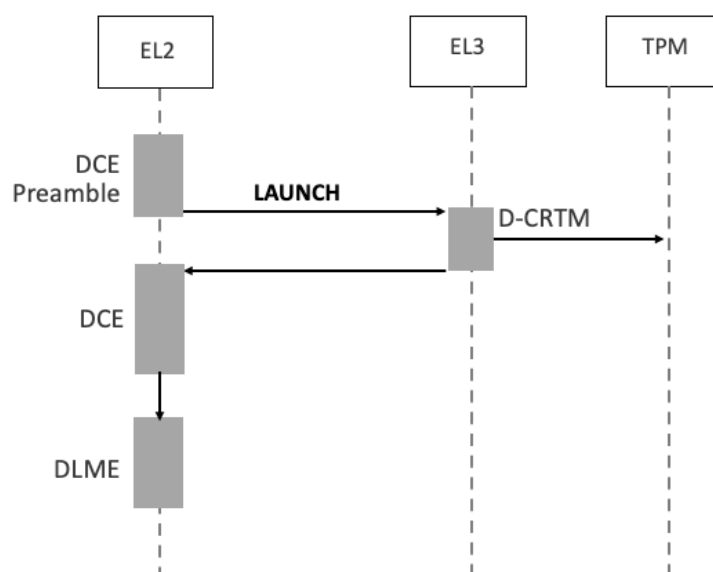 EL2
EL3
TPM
DCE
Preamble
LAUNCH
D-CRTM
DCE
DLME